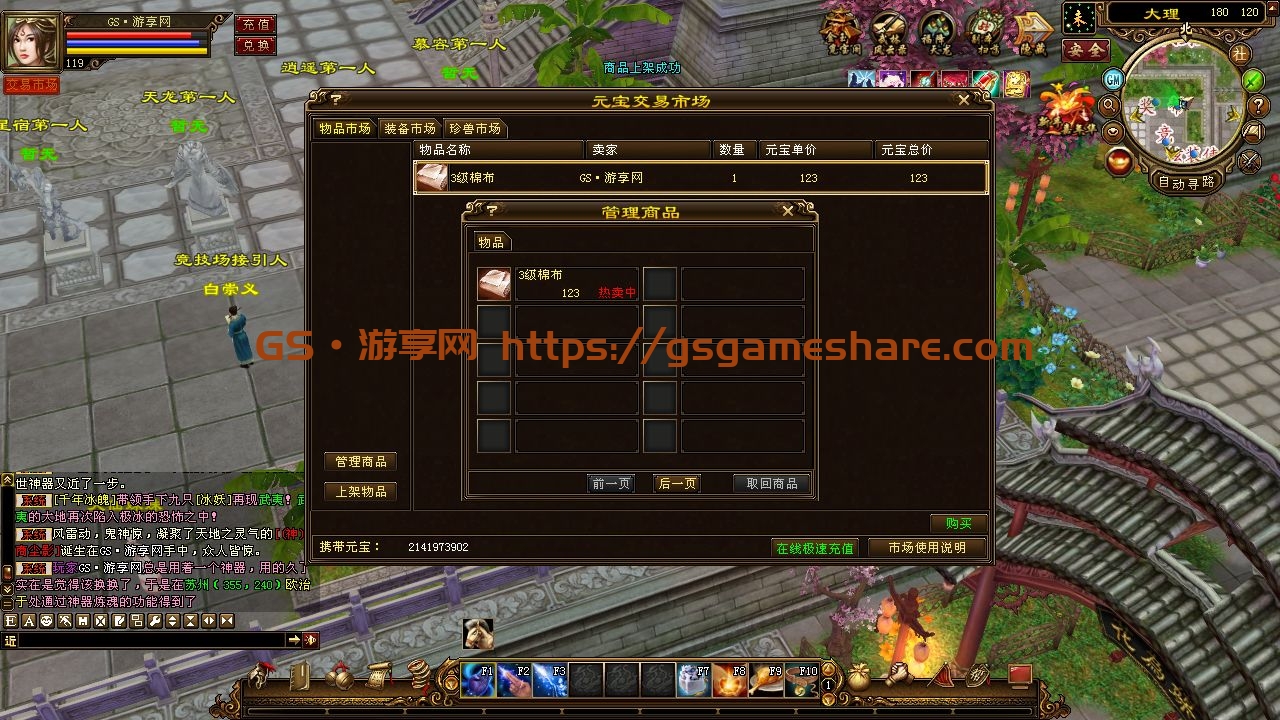 GS·游享网
充值
兑换
119
交易市场
慕容第一人
暂无
逍遥第一人
天龙第一人
暂无
星宿第一人
暂无
商品上架成功
隐藏
大理 180 120
未
北
安全
GM
自动寻路
元宝交易市场
物品市场 装备市场 珍兽市场
物品名称 卖家 数量 元宝单价 元宝总价
3级棉布 GS·游享网 1 123 123
管理商品
物品
3级棉布
123 热卖中
竞技场接引人
白崇义
GS·游享网 https://gsgameshare.com
管理商品
上架物品
前一页 后一页 取回商品
购买
携带元宝： 2141973902
在线极速充值 市场使用说明
世神器又近了一步。
[千年冰魄]带领手下九只[冰妖]再现武夷！武
夷的大地再次陷入极冰的恐怖之中！
风雷动，鬼神惊，凝聚了天地之灵气的
诞生在GS·游享网手中，众人皆惊。
玩家GS·游享网总是用着一个神器，用的久了
实在是觉得该换换了，于是在苏州（355，240）欧冶
于处通过神器炼魂的功能得到了
近
F1 F2 F3 F7 F8 F9 F10